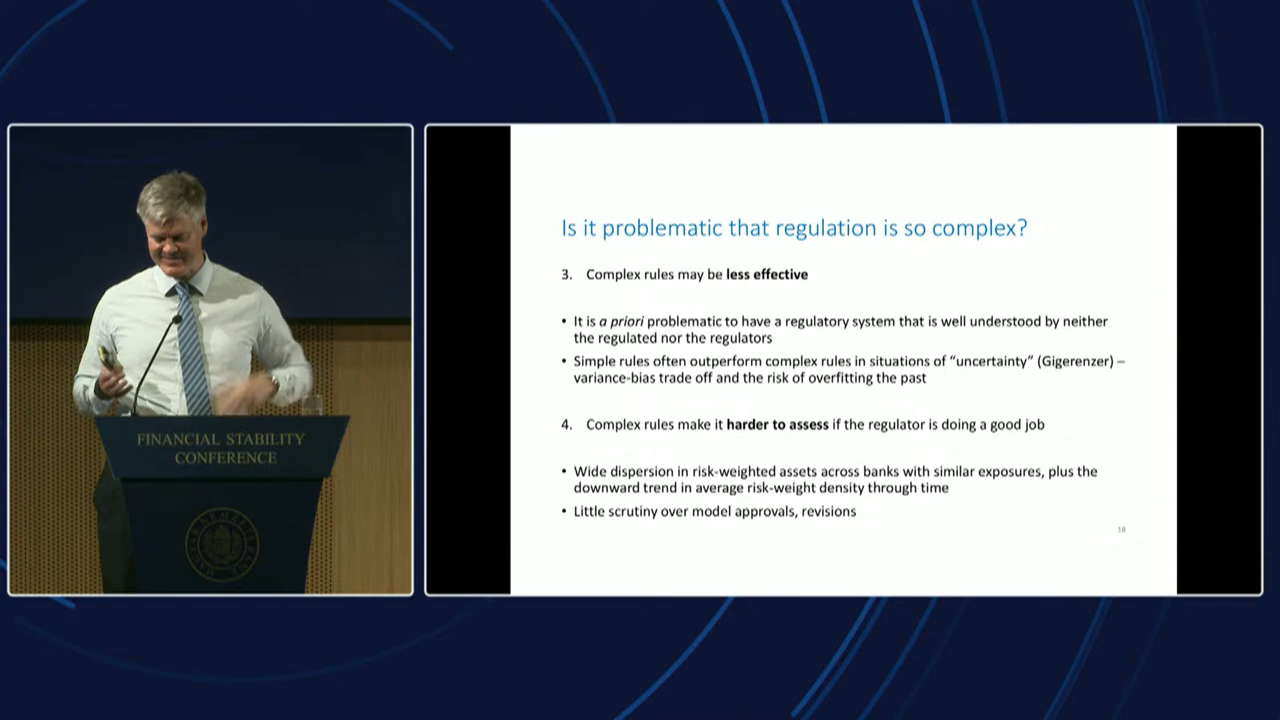 FINANCIAL STABILITY
CONFERENCE
MAGYAR NEMZETI BANK
Is it problematic that regulation is so complex?
3. Complex rules may be less effective
• It is a priori problematic to have a regulatory system that is well understood by neither
the regulated nor the regulators
• Simple rules often outperform complex rules in situations of “uncertainty” (Gigerenzer) –
variance-bias trade off and the risk of overfitting the past
4. Complex rules make it harder to assess if the regulator is doing a good job
• Wide dispersion in risk-weighted assets across banks with similar exposures, plus the
downward trend in average risk-weight density through time
• Little scrutiny over model approvals, revisions
18